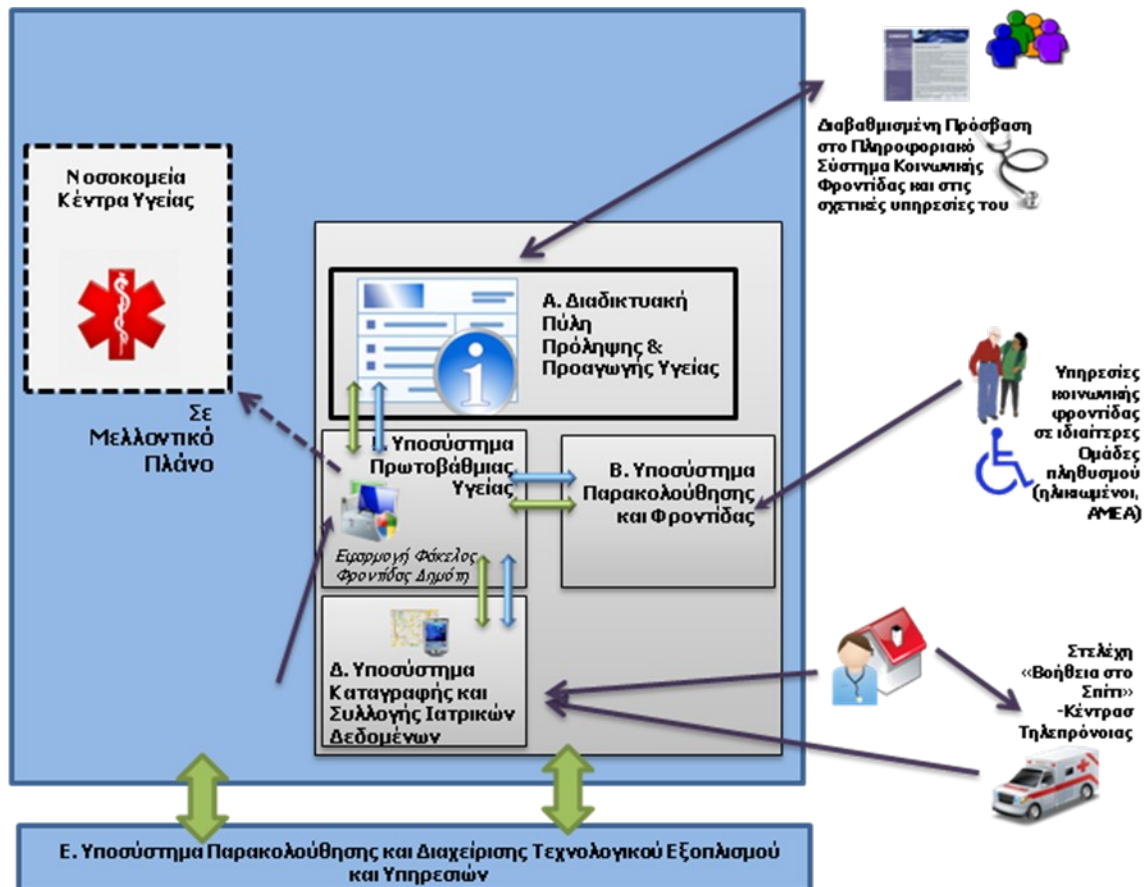 Διαβαθμισμένη Πρόσβαση
στο Πληροφοριακό
Σύστημα Κοινωνικής
Φροντίδας και στις
σχετικές υπηρεσίες του
Νοσοκομεία
Κέντρα Υγείας
Σε
Μελλοντικό
Πλάνο
Α. Διαδικτυακή
Πύλη
Πρόληψης &
Προαγωγής Υγείας
Υποσύστημα
Πρωτοβάθμιας
Υγείας
Εφαρμογή Φάκελος
Φροντίδας Δημότη
Β. Υποσύστημα
Παρακολούθησης
και Φροντίδας
Υπηρεσίες
κοινωνικής
φροντίδας
σε ιδιαίτερες
Ομάδες
πληθυσμού
(ηλικιωμένοι,
ΑΜΕΑ)
Δ. Υποσύστημα
Καταγραφής και
Συλλογής Ιατρικών
Δεδομένων
Στελέχη
«Βοήθεια στο
Σπίτι»
-Κέντρασ
Τηλεπρόνοιας
Ε. Υποσύστημα Παρακολούθησης και Διαχείρισης Τεχνολογικού Εξοπλισμού
και Υπηρεσιών